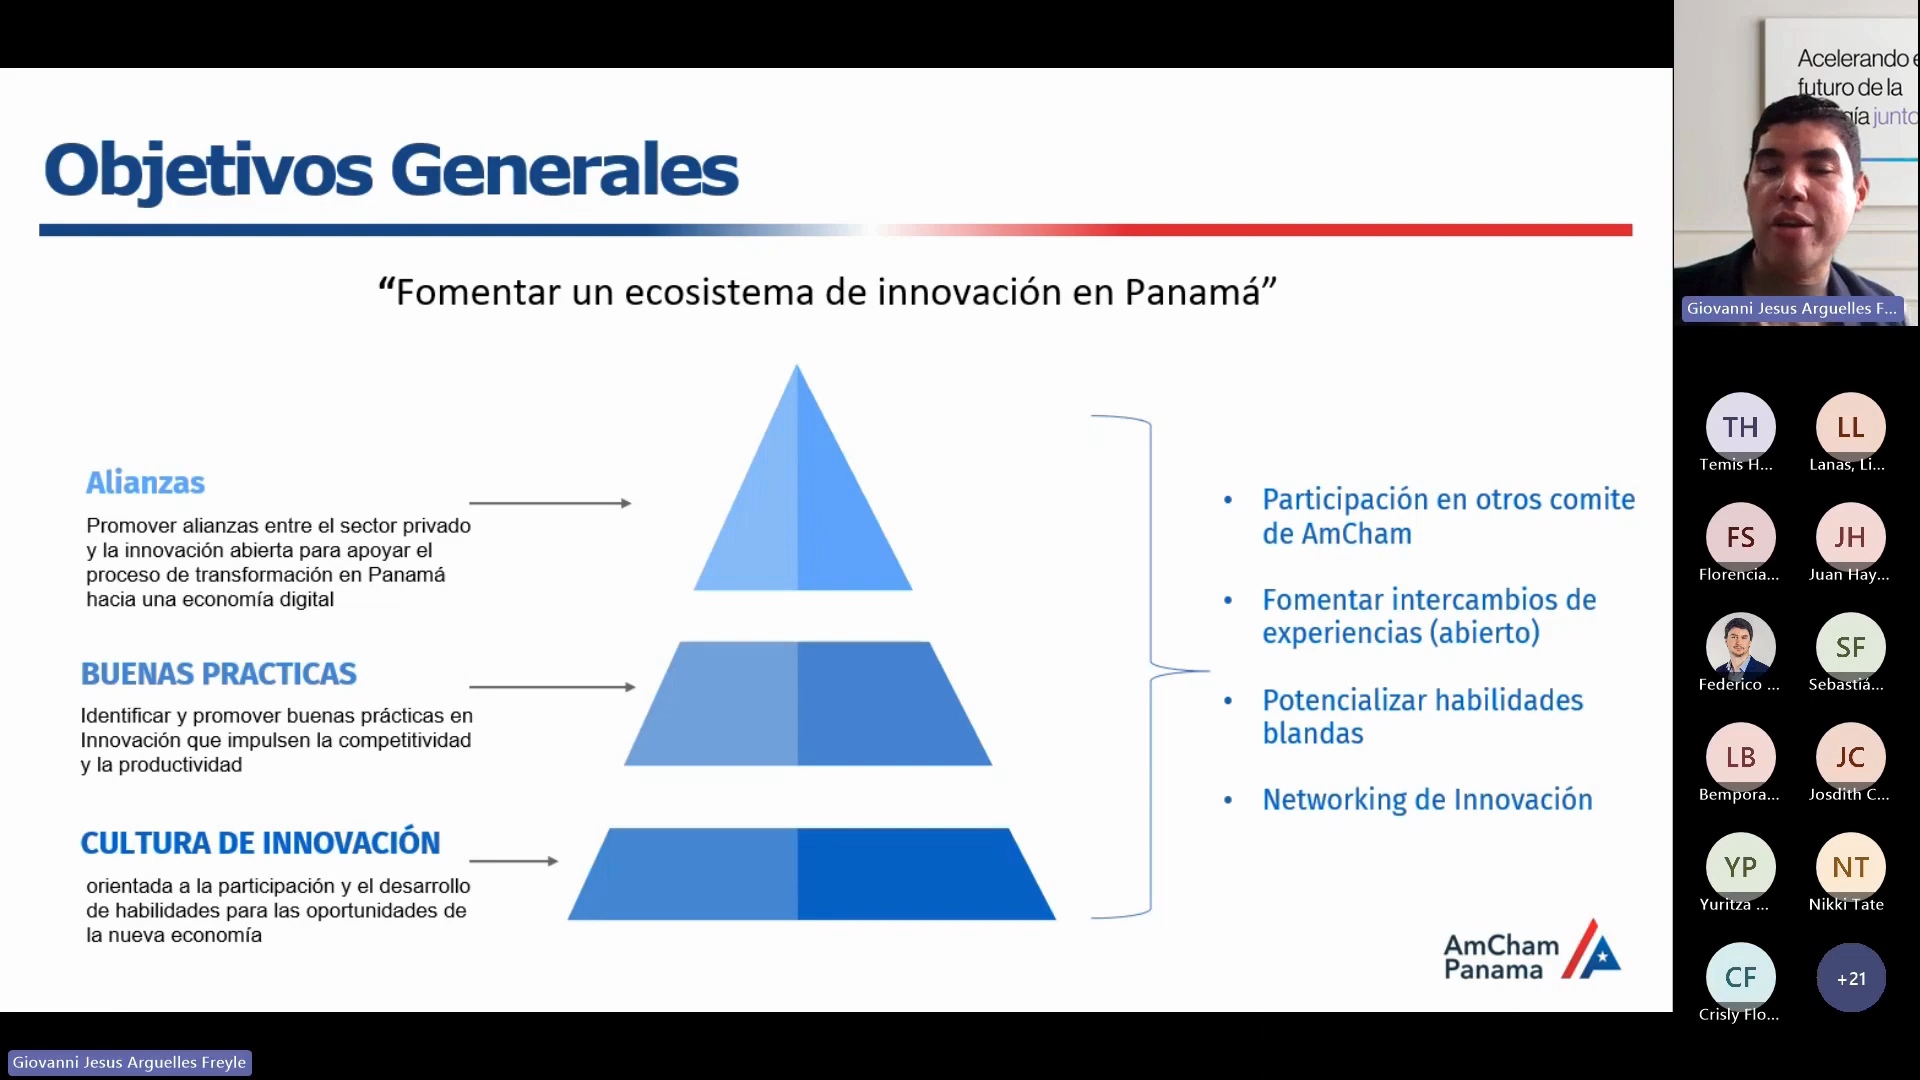 Objetivos Generales
“Fomentar un ecosistema de innovación en Panamá”
Alianzas
Promover alianzas entre el sector privado
y la innovación abierta para apoyar el
proceso de transformación en Panamá
hacia una economía digital
BUENAS PRACTICAS
Identificar y promover buenas prácticas en
Innovación que impulsen la competitividad
y la productividad
CULTURA DE INNOVACIÓN
orientada a la participación y el desarrollo
de habilidades para las oportunidades de
la nueva economía
• Participación en otros comite
de AmCham
• Fomentar intercambios de
experiencias (abierto)
• Potencializar habilidades
blandas
• Networking de Innovación
AmCham
Panama
Acelerando e
futuro de la
gía junto
Giovanni Jesus Arguelles F...
TH
Temis H...
LL
Lanas, Li...
FS
Florencia...
JH
Juan Hay...
Federico ...
SF
Sebastiá...
LB
Bempora...
JC
Josdith C...
YP
Yuritza ...
NT
Nikki Tate
CF
Crisly Flo...
+21
Giovanni Jesus Arguelles Freyle